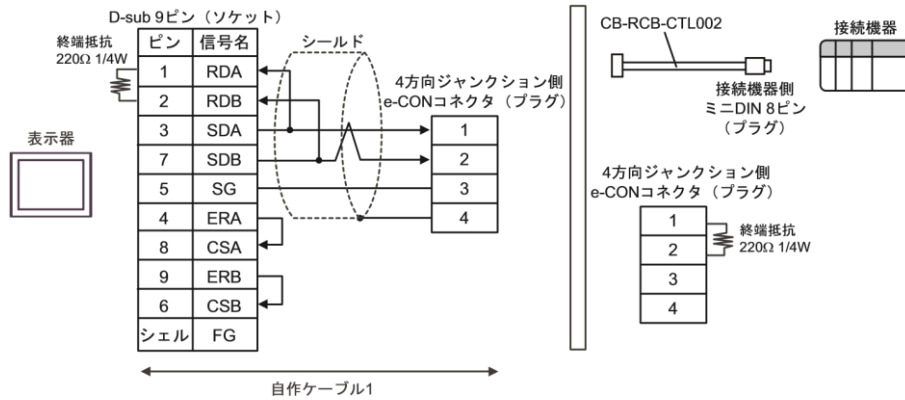 D-sub 9ピン（ソケット）
終端抵抗
220Ω 1/4W
ピン 信号名
1 RDA
2 RDB
3 SDA
7 SDB
5 SG
4 ERA
8 CSA
9 ERB
6 CSB
シェル FG
表示器
シールド
4方向ジャンクション側
e-CONコネクタ（プラグ）
1
2
3
4
自作ケーブル1
CB-RCB-CTL002
接続機器
接続機器側
ミニDIN 8ピン
（プラグ）
4方向ジャンクション側
e-CONコネクタ（プラグ）
1
2
3
4
終端抵抗
220Ω 1/4W